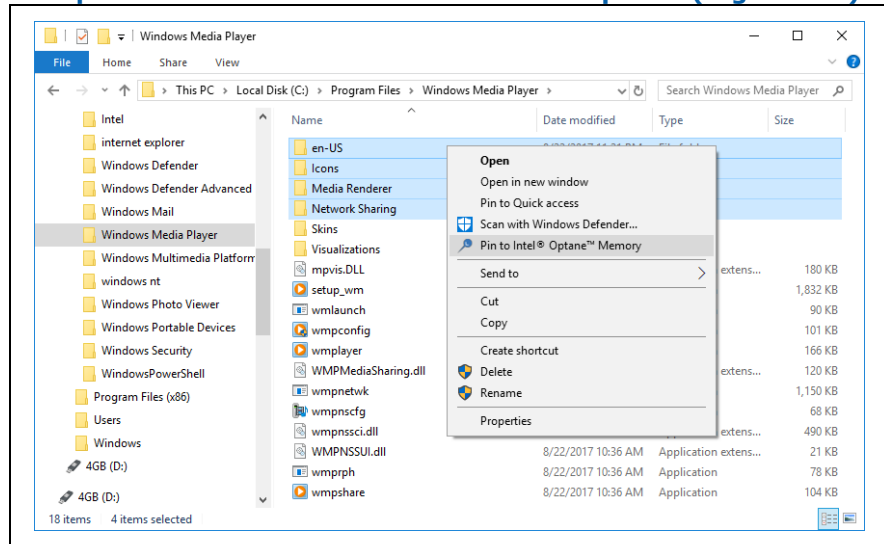 Windows Media Player
File Home Share View
This PC > Local Disk (C:) > Program Files > Windows Media Player >
Search Windows Media Player
Intel
internet explorer
Windows Defender
Windows Defender Advanced
Windows Mail
Windows Media Player
Windows Multimedia Platform
windows nt
Windows Photo Viewer
Windows Portable Devices
Windows Security
WindowsPowerShell
Program Files (x86)
Users
Windows
4GB (D:)
4GB (D:)
Name Date modified Type Size
en-US
Icons
Media Renderer
Network Sharing
Skins
Visualizations
mpvis.DLL extens... 180 KB
setup_wm 1,832 KB
wmlaunch 90 KB
wmpconfig 101 KB
wmplayer 166 KB
WMPMediaSharing.dll extens... 120 KB
wmpnetwk 1,150 KB
wmpnscfg 68 KB
wmpnssci.dll extens... 490 KB
WMPNSSUI.dll 8/22/2017 10:36 AM Application extens... 21 KB
wmprph 8/22/2017 10:36 AM Application 78 KB
wmpshare 8/22/2017 10:36 AM Application 104 KB
Open
Open in new window
Pin to Quick access
Scan with Windows Defender...
Pin to Intel® Optane™ Memory
Send to
Cut
Copy
Create shortcut
Delete
Rename
Properties
18 items 4 items selected